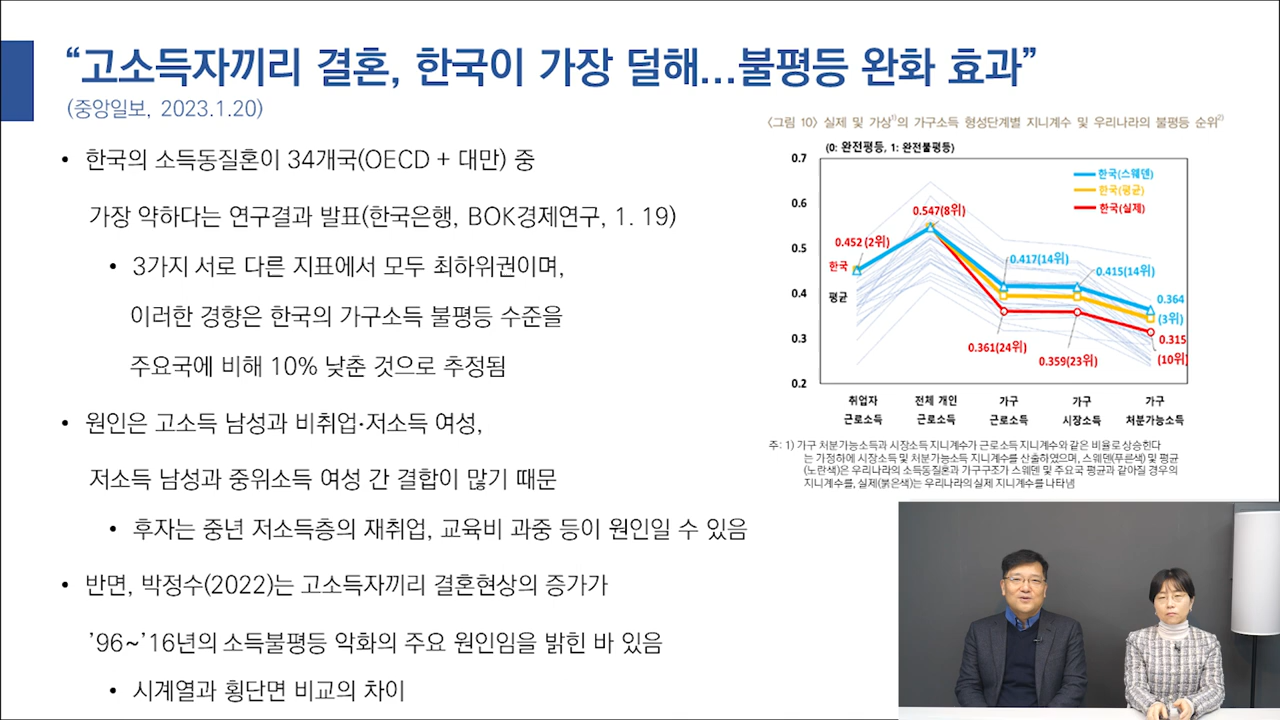 “고소득자끼리 결혼, 한국이 가장 덜해...불평등 완화 효과”
(중앙일보, 2023.1.20)
• 한국의 소득동질혼이 34개국(OECD + 대만) 중
가장 약하다는 연구결과 발표(한국은행, BOK경제연구, 1. 19)
• 3가지 서로 다른 지표에서 모두 최하위권이며,
이러한 경향은 한국의 가구소득 불평등 수준을
주요국에 비해 10% 낮춘 것으로 추정됨
• 원인은 고소득 남성과 비취업·저소득 여성,
저소득 남성과 중위소득 여성 간 결합이 많기 때문
• 후자는 중년 저소득층의 재취업, 교육비 과중 등이 원인일 수 있음
• 반면, 박정수(2022)는 고소득자끼리 결혼현상의 증가가
’96~’16년의 소득불평등 악화의 주요 원인임을 밝힌 바 있음
• 시계열과 횡단면 비교의 차이
<그림 10> 실제 및 가상1)의 가구소득 형성단계별 지니계수 및 우리나라의 불평등 순위2)
(0: 완전평등, 1: 완전불평등)
0.7
0.6
0.5
0.4
0.3
0.2
한국(스웨덴)
한국(평균)
한국(실제)
0.547(8위)
0.452 (2위)
한국
평균
0.417(14위)
0.415(14위)
0.364
(3위)
0.361(24위)
0.359(23위)
0.315
(10위)
취업자 전체 개인 가구 가구 가구
근로소득 근로소득 근로소득 시장소득 처분가능소득
주: 1) 가구 처분가능소득과 시장소득 지니계수가 근로소득 지니계수와 같은 비율로 상승한다
는 가정하에 시장소득 및 처분가능소득 지니계수를 산출하였으며, 스웨덴(푸른색) 및 평균
(노란색)은 우리나라의 소득동질혼과 가구구조가 스웨덴 및 주요국 평균과 같아질 경우의
지니계수를, 실제(붉은색)는 우리나라의 실제 지니계수를 나타냄